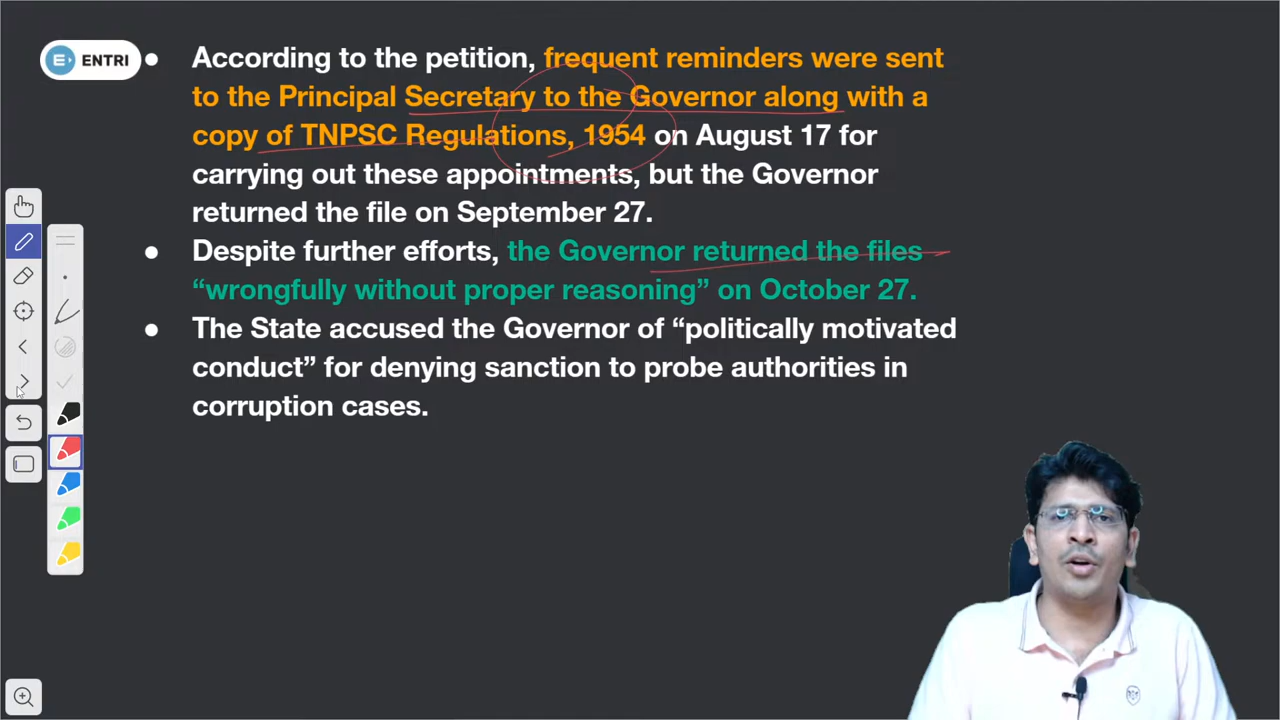 ENTRI
● According to the petition, frequent reminders were sent
to the Principal Secretary to the Governor along with a
copy of TNPSC Regulations, 1954 on August 17 for
carrying out these appointments, but the Governor
returned the file on September 27.
● Despite further efforts, the Governor returned the files
“wrongfully without proper reasoning” on October 27.
● The State accused the Governor of “politically motivated
conduct” for denying sanction to probe authorities in
corruption cases.